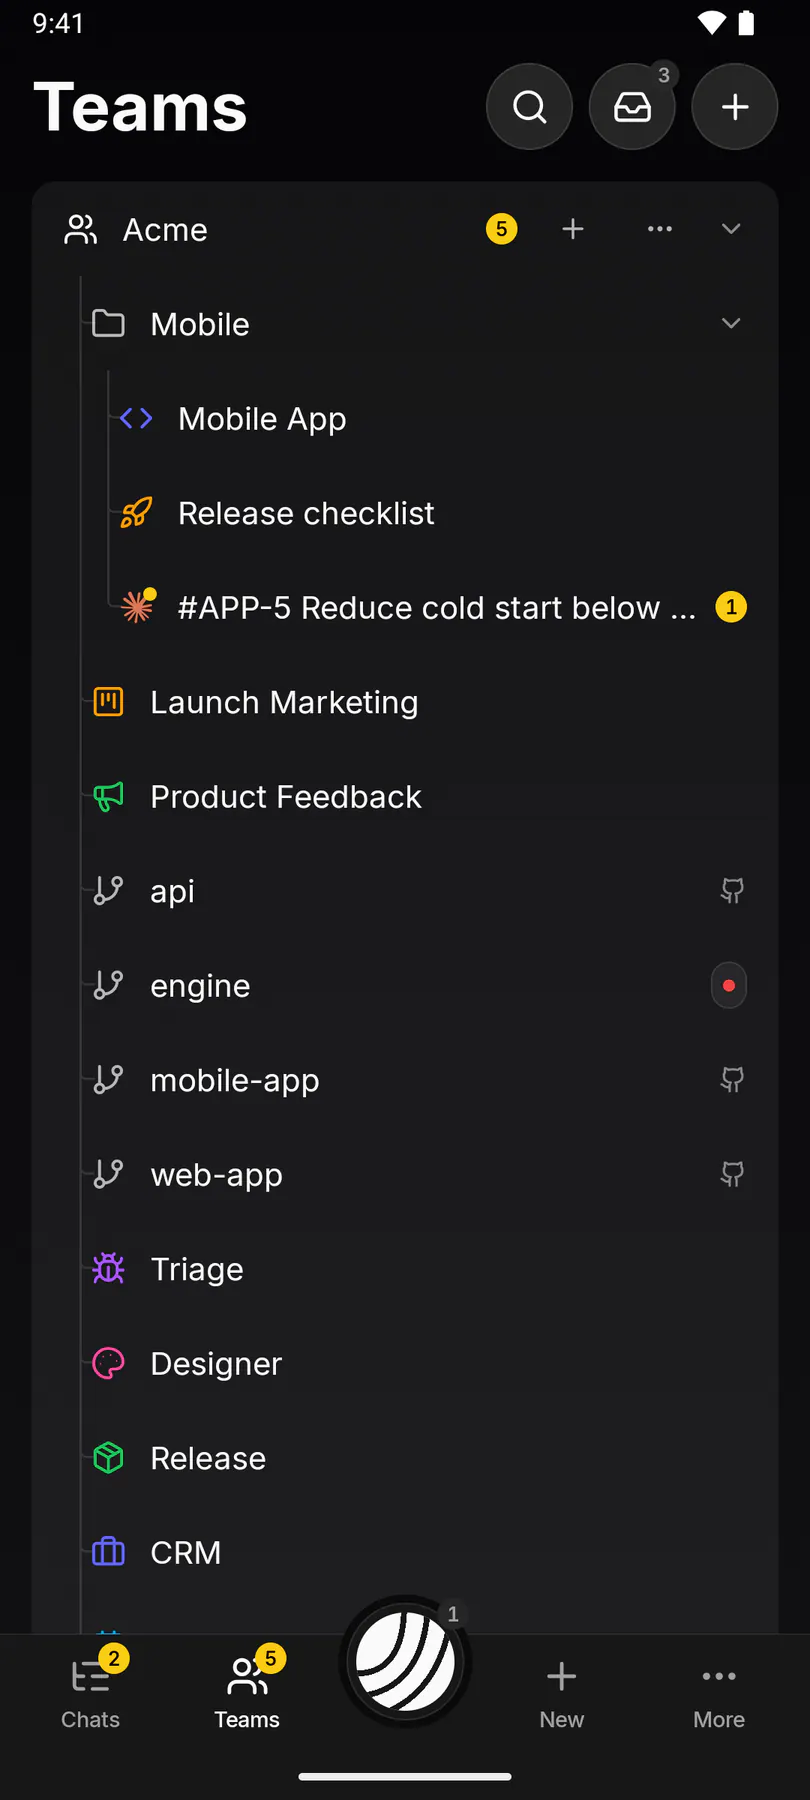 9:41
Teams
3
Acme
5
Mobile
Mobile App
Release checklist
#APP-5 Reduce cold start below ...
1
Launch Marketing
Product Feedback
api
engine
mobile-app
web-app
Triage
Designer
Release
CRM
1
2
5
Chats
Teams
New
More